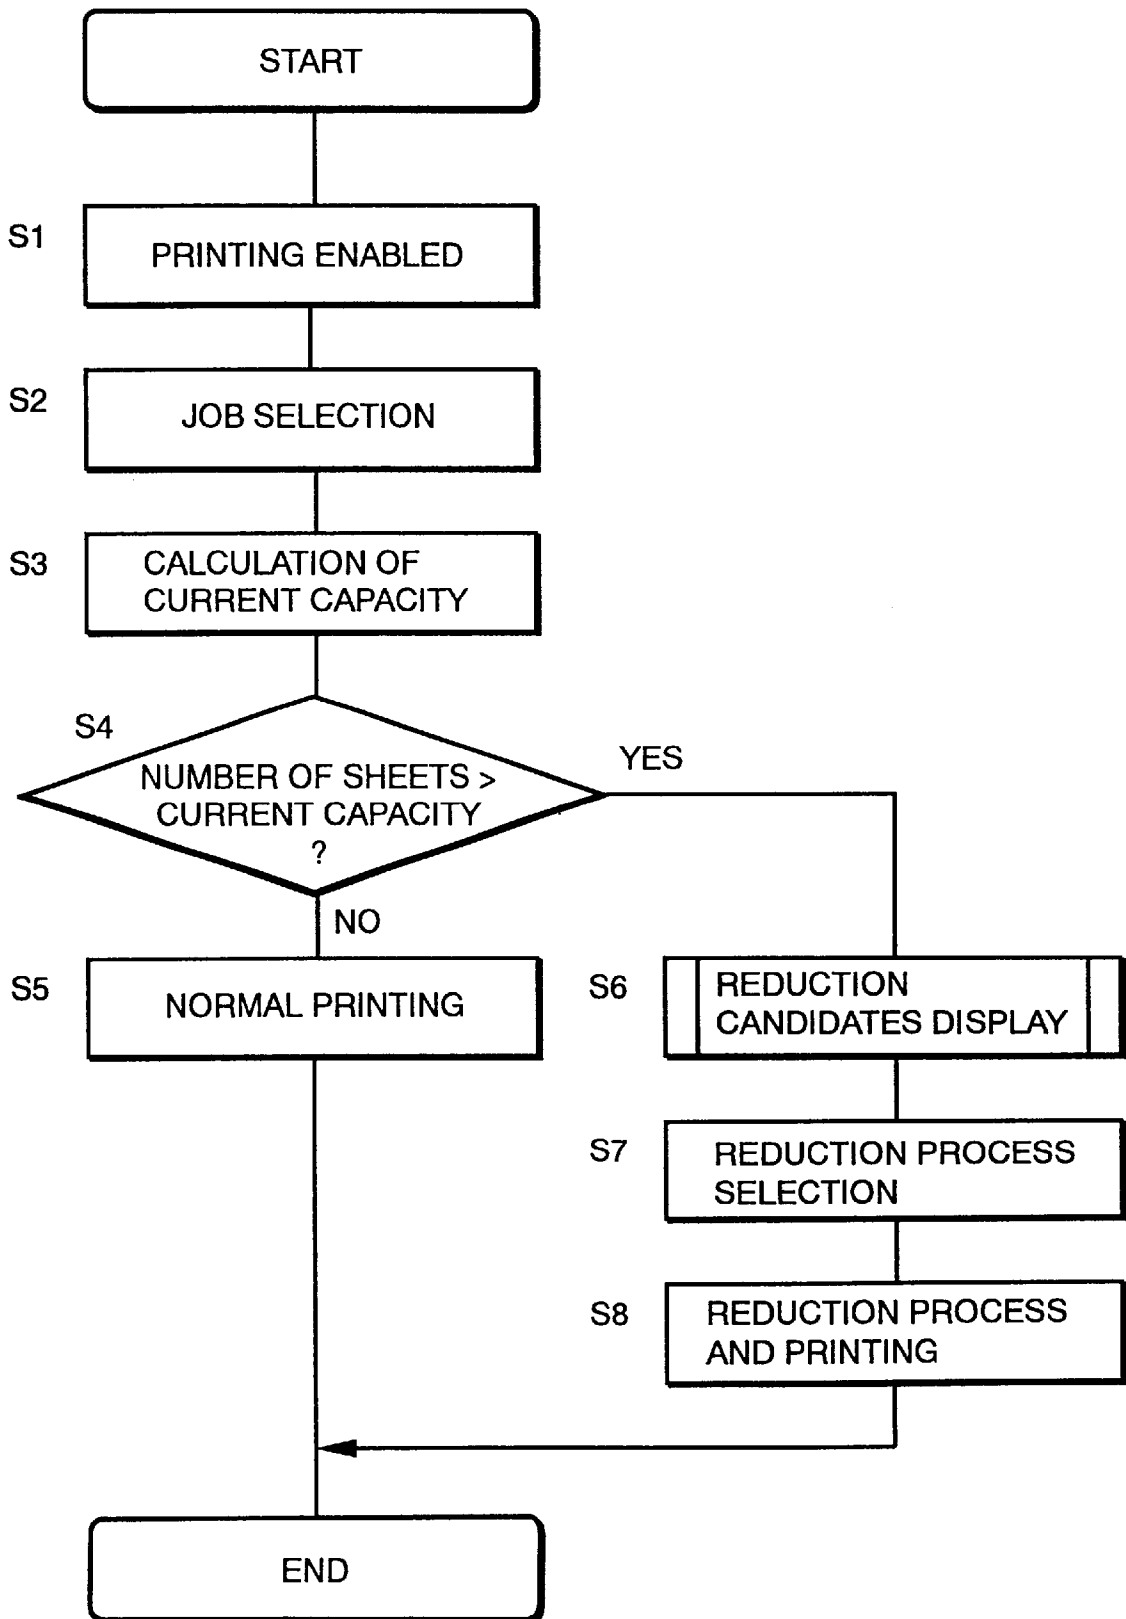 START
S1
PRINTING ENABLED
S2
JOB SELECTION
S3
CALCULATION OF
CURRENT CAPACITY
S4
NUMBER OF SHEETS >
CURRENT CAPACITY
?
YES
NO
S5
NORMAL PRINTING
S6
REDUCTION
CANDIDATES DISPLAY
S7
REDUCTION PROCESS
SELECTION
S8
REDUCTION PROCESS
AND PRINTING
END